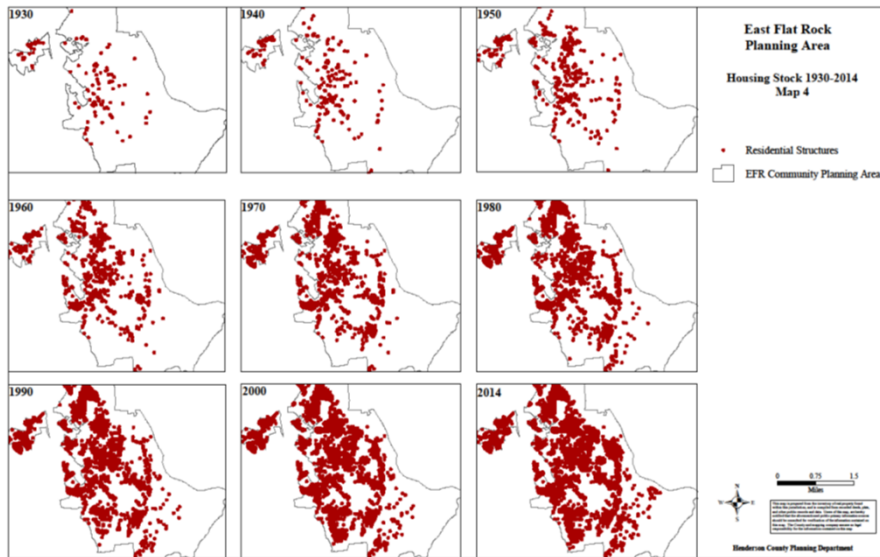 1930
1940
1950
East Flat Rock
Planning Area
Housing Stock 1930-2014
Map 4
Residential Structures
EFR Community Planning Area
1960
1970
1980
1990
2000
2014
0 0.75 1.5
Miles
N
W E
S
Henderson County Planning Department